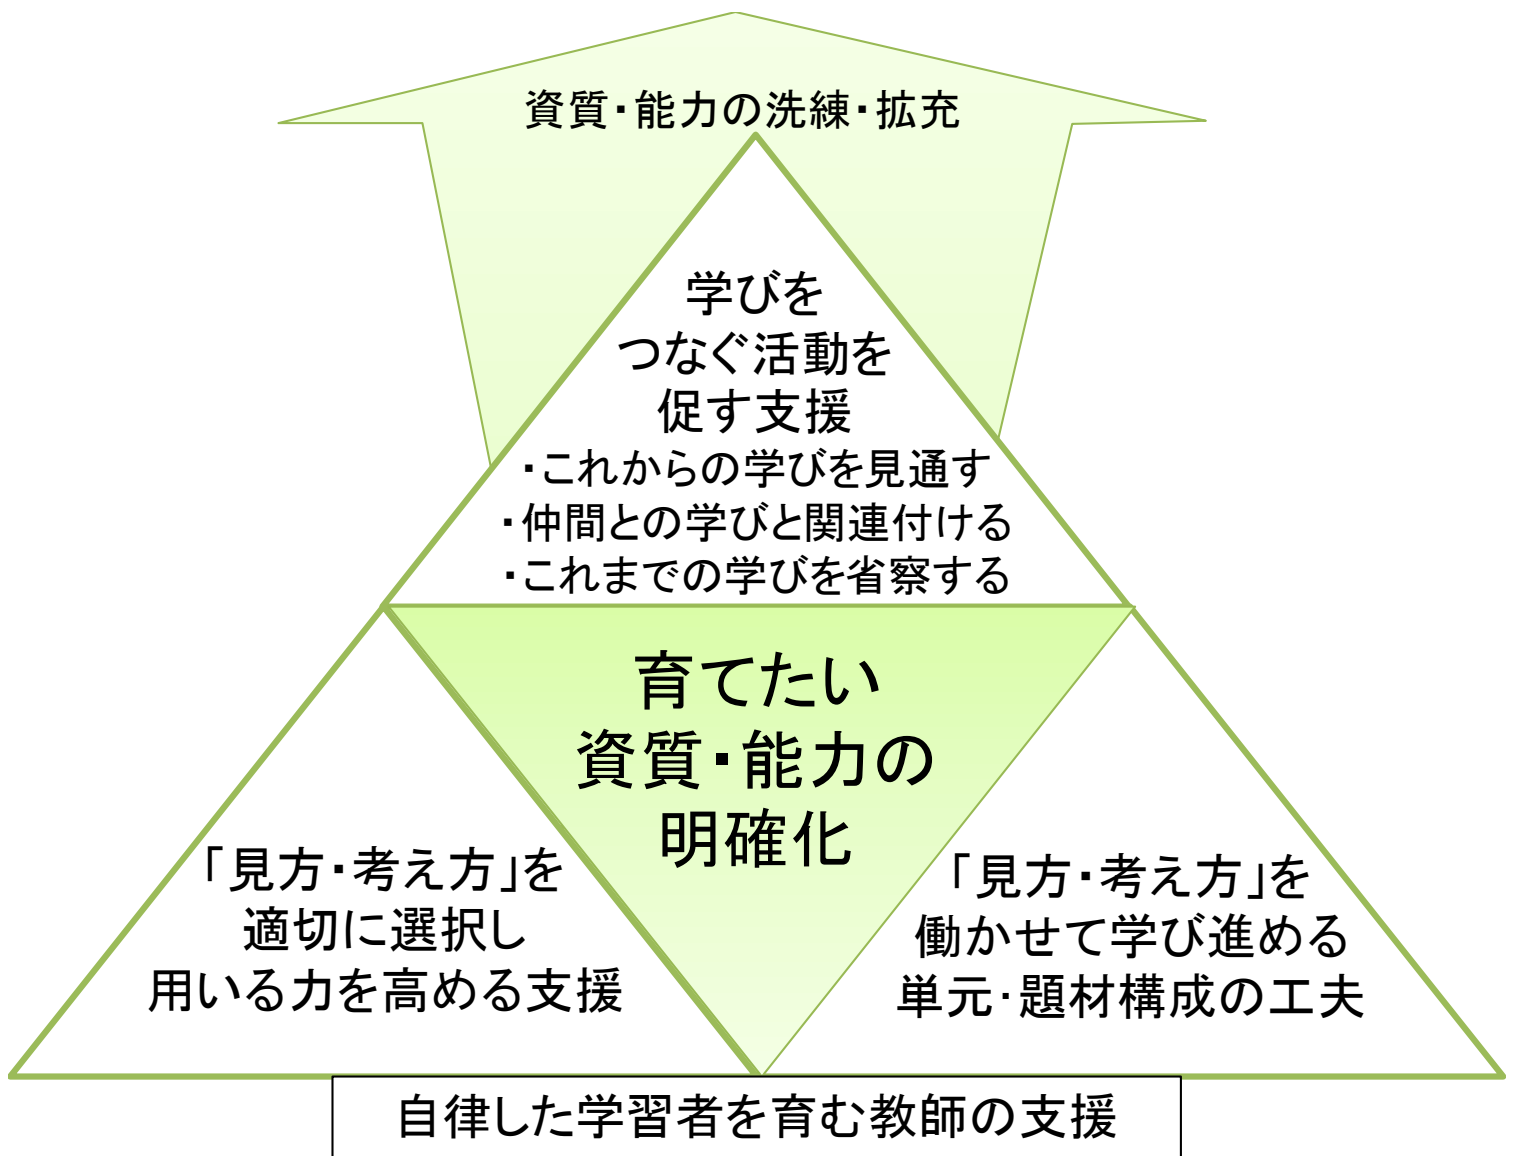 資質・能力の洗練・拡充
学びを
つなぐ活動を
促す支援
・これからの学びを見通す
・仲間との学びと関連付ける
・これまでの学びを省察する
育てたい
資質・能力の
明確化
「見方・考え方」を
適切に選択し
用いる力を高める支援
「見方・考え方」を
働かせて学び進める
単元・題材構成の工夫
自律した学習者を育む教師の支援